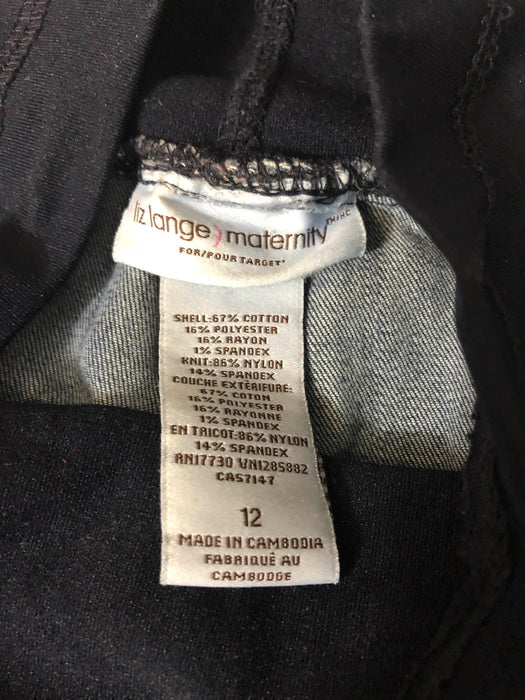 liz lange) maternity
FOR/POUR TARGET
SHELL:67% COTTON
16% POLYESTER
16% RAYON
1% SPANDEX
KNIT:86% NYLON
14% SPANDEX
COUCHE EXTÉRIEURE:
67% COTON
16% POLYESTER
16% RAYONNE
1% SPANDEX
EN TRICOT:86% NYLON
14% SPANDEX
RN17730 VN1285882
CA57147
12
MADE IN CAMBODIA
FABRIQUÉ AU
CAMBODGE